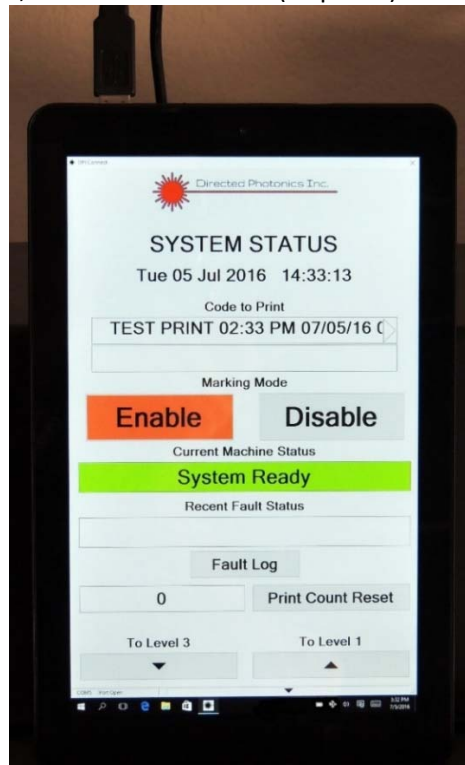 Directed Photonics Inc.
SYSTEM STATUS
Tue 05 Jul 2016 14:33:13
Code to Print
TEST PRINT 02:33 PM 07/05/16
Marking Mode
Enable Disable
Current Machine Status
System Ready
Recent Fault Status
Fault Log
0 Print Count Reset
To Level 3 To Level 1
Port Open